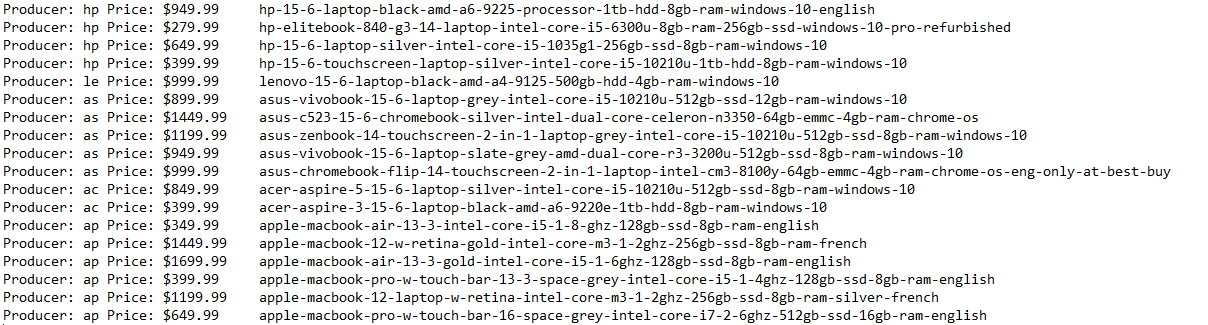 Producer: hp Price: $949.99    hp-15-6-laptop-black-amd-a6-9225-processor-1tb-hdd-8gb-ram-windows-10-english
Producer: hp Price: $279.99    hp-elitebook-840-g3-14-laptop-intel-core-i5-6300u-8gb-ram-256gb-ssd-windows-10-pro-refurbished
Producer: hp Price: $649.99    hp-15-6-laptop-silver-intel-core-i5-1035g1-256gb-ssd-8gb-ram-windows-10
Producer: hp Price: $399.99    hp-15-6-touchscreen-laptop-silver-intel-core-i5-10210u-1tb-hdd-8gb-ram-windows-10
Producer: le Price: $999.99    lenovo-15-6-laptop-black-amd-a4-9125-500gb-hdd-4gb-ram-windows-10
Producer: as Price: $899.99    asus-vivobook-15-6-laptop-grey-intel-core-i5-10210u-512gb-ssd-12gb-ram-windows-10
Producer: as Price: $1449.99    asus-c523-15-6-chromebook-silver-intel-dual-core-celeron-n3350-64gb-emmc-4gb-ram-chrome-os
Producer: as Price: $1199.99    asus-zenbook-14-touchscreen-2-in-1-laptop-grey-intel-core-i5-10210u-512gb-ssd-8gb-ram-windows-10
Producer: as Price: $949.99    asus-vivobook-15-6-laptop-slate-grey-amd-dual-core-r3-3200u-512gb-ssd-8gb-ram-windows-10
Producer: as Price: $999.99    asus-chromebook-flip-14-touchscreen-2-in-1-laptop-intel-cm3-8100y-64gb-emmc-4gb-ram-chrome-os-eng-only-at-best-buy
Producer: ac Price: $849.99    acer-aspire-5-15-6-laptop-silver-intel-core-i5-10210u-512gb-ssd-8gb-ram-windows-10
Producer: ac Price: $399.99    acer-aspire-3-15-6-laptop-black-amd-a6-9220e-1tb-hdd-8gb-ram-windows-10
Producer: ap Price: $349.99    apple-macbook-air-13-3-intel-core-i5-1-8-ghz-128gb-ssd-8gb-ram-english
Producer: ap Price: $1449.99    apple-macbook-12-w-retina-gold-intel-core-m3-1-2ghz-256gb-ssd-8gb-ram-french
Producer: ap Price: $1699.99    apple-macbook-air-13-3-gold-intel-core-i5-1-6ghz-128gb-ssd-8gb-ram-english
Producer: ap Price: $399.99    apple-macbook-pro-w-touch-bar-13-3-space-grey-intel-core-i5-1-4ghz-128gb-ssd-8gb-ram-english
Producer: ap Price: $1199.99    apple-macbook-12-laptop-w-retina-intel-core-m3-1-2ghz-256gb-ssd-8gb-ram-silver-french
Producer: ap Price: $649.99    apple-macbook-pro-w-touch-bar-16-space-grey-intel-core-i7-2-6ghz-512gb-ssd-16gb-ram-english